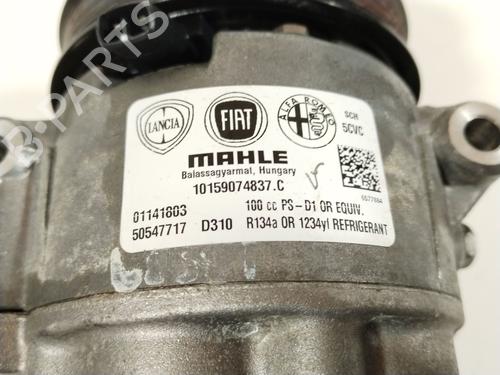 LANCIA
FIAT
ALFA ROMEO
SCH
5CVC
MAHLE
Balassagyarmat, Hungary
10159074837.C
6577884
01141803
100 cc PS-D1 OR EQUIV.
50547717 D310 R134a OR 1234yf REFRIGERANT
PARTS